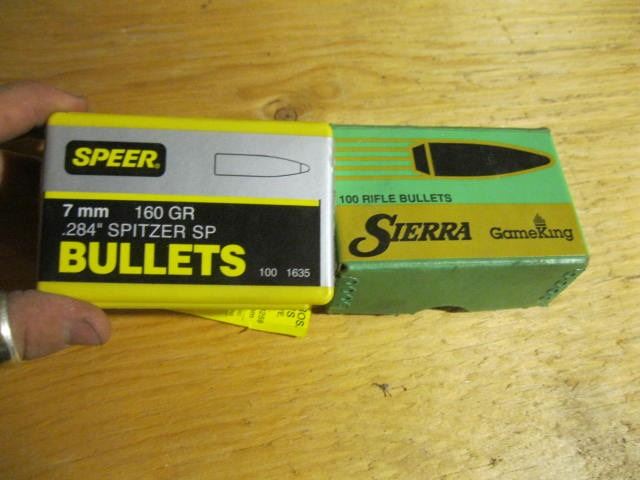 SPEER
7 mm 160 GR
.284" SPITZER SP
BULLETS
100 1635
100 RIFLE BULLETS
SIERRA GameKing